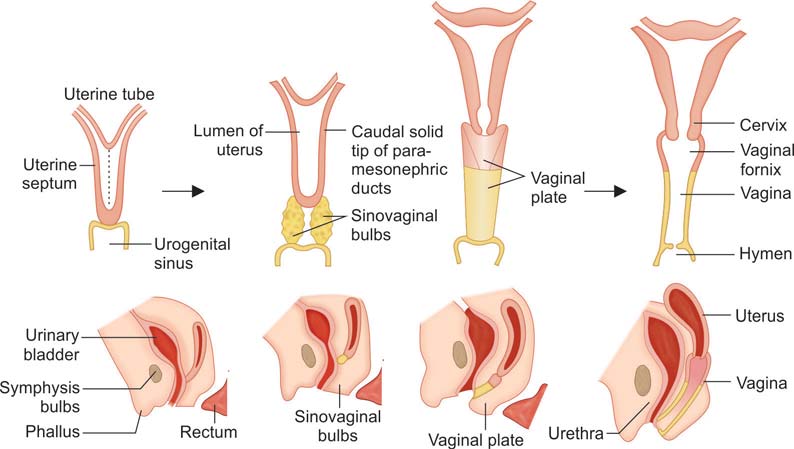 Uterine tube
Uterine
septum
Urogenital
sinus
Lumen of
uterus
Caudal solid
tip of para-
mesonephric
ducts
Sinovaginal
bulbs
Vaginal
plate
Cervix
Vaginal
fornix
Vagina
Hymen
Urinary
bladder
Symphysis
bulbs
Phallus
Rectum
Sinovaginal
bulbs
Vaginal plate
Urethra
Uterus
Vagina